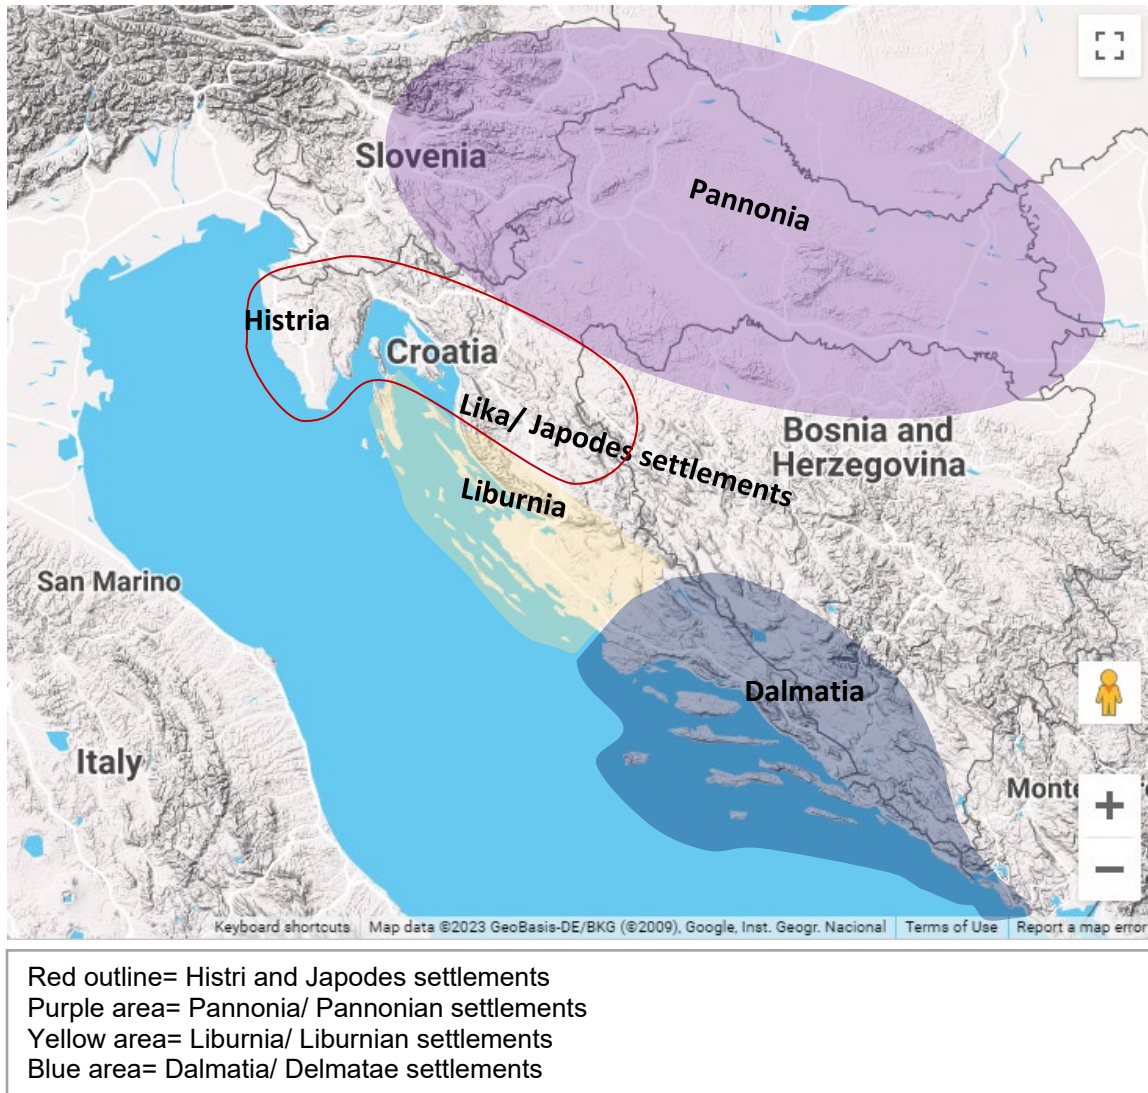 Slovenia
Pannonia
Histria
Croatia
Lika/ Japodes settlements
Bosnia and
Herzegovina
Liburnia
San Marino
Dalmatia
Italy
Monte
Keyboard shortcuts Map data ©2023 GeoBasis-DE/BKG (©2009), Google, Inst. Geogr. Nacional Terms of Use Report a map error
Red outline= Histri and Japodes settlements
Purple area= Pannonia/ Pannonian settlements
Yellow area= Liburnia/ Liburnian settlements
Blue area= Dalmatia/ Delmatae settlements